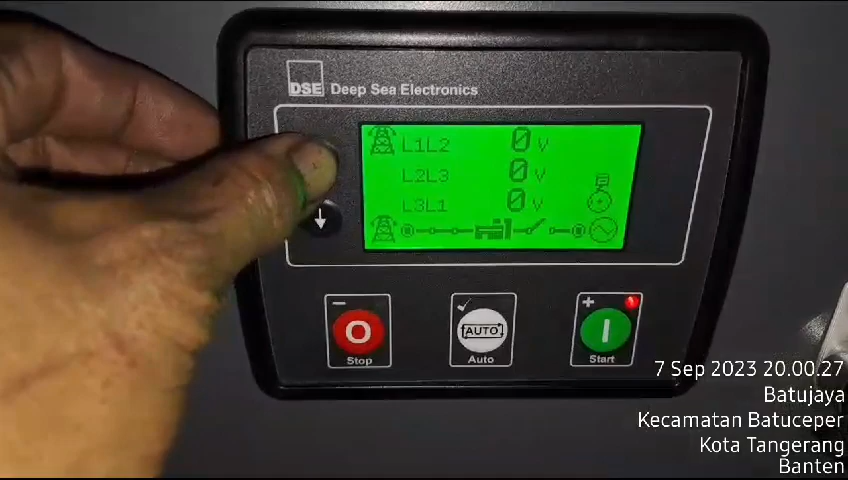 DSE Deep Sea Electronics
L1L2 0 V
L2L3 0 V
L3L1 0 V
AUTO
Stop
Auto
Start
7 Sep 2023 20.00.27
Batujaya
Kecamatan Batuceper
Kota Tangerang
Banten